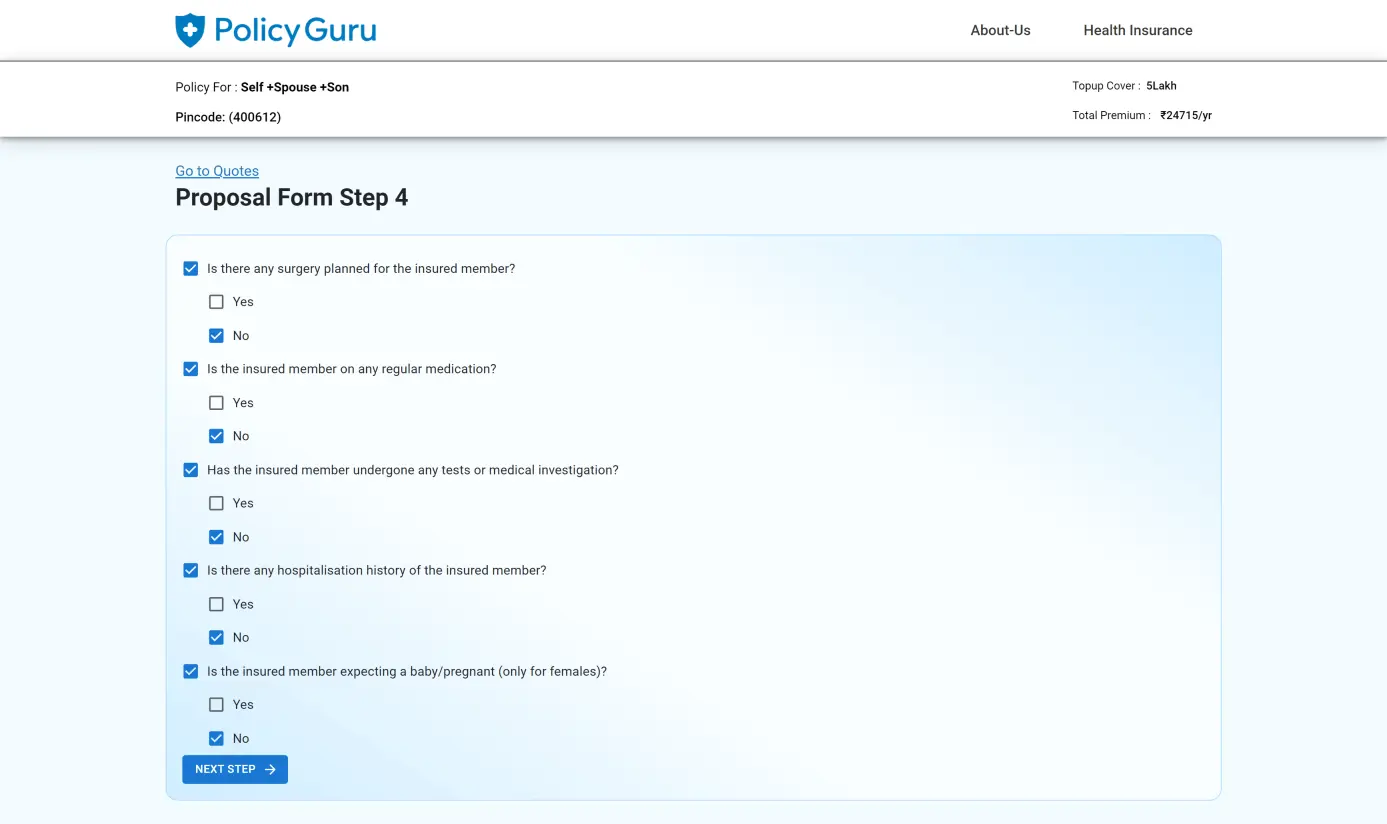 PolicyGuru
About-Us
Health Insurance
Policy For : Self +Spouse +Son
Topup Cover : 5Lakh
Pincode: (400612)
Total Premium : ₹24715/yr
Go to Quotes
Proposal Form Step 4
Is there any surgery planned for the insured member?
Yes
No
Is the insured member on any regular medication?
Yes
No
Has the insured member undergone any tests or medical investigation?
Yes
No
Is there any hospitalisation history of the insured member?
Yes
No
Is the insured member expecting a baby/pregnant (only for females)?
Yes
No
NEXT STEP